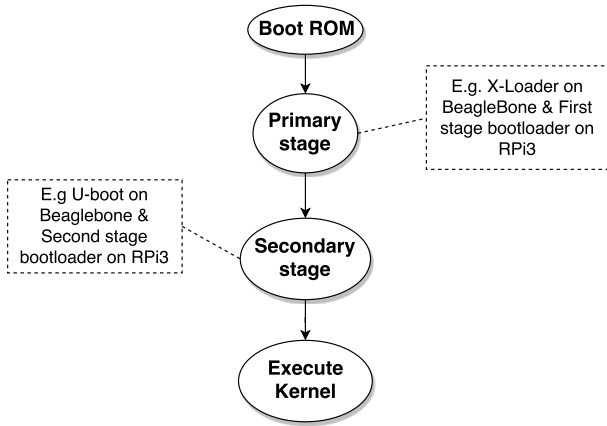 Boot ROM
E.g. X-Loader on
BeagleBone & First
stage bootloader on
RPi3
Primary
stage
E.g U-boot on
Beaglebone &
Second stage
bootloader on RPi3
Secondary
stage
Execute
Kernel